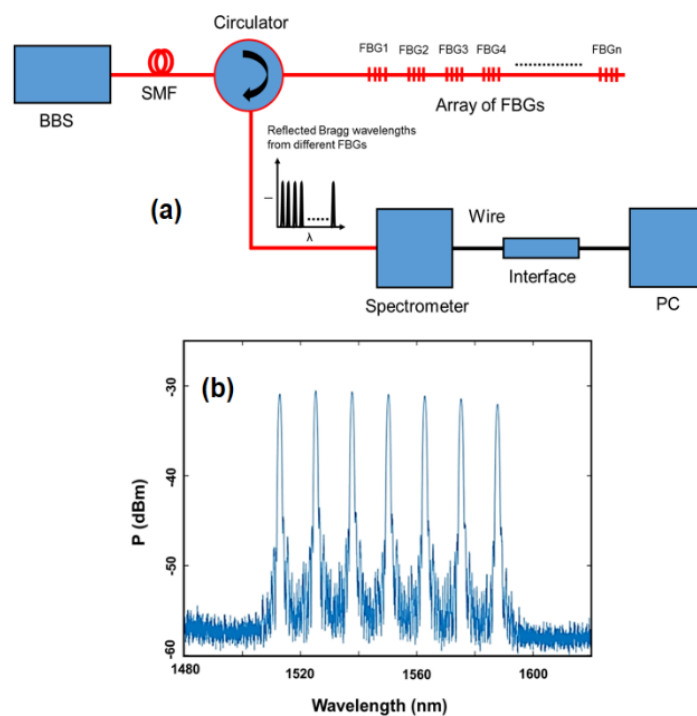 Circulator
FBG1 FBG2 FBG3 FBG4 FBGn
SMF
BBS
Array of FBGs
Reflected Bragg wavelengths
from different FBGs
(a)
I
λ
Wire
Interface
Spectrometer
PC
(b)
P (dBm)
-30
-40
-50
-60
1480 1520 1560 1600
Wavelength (nm)